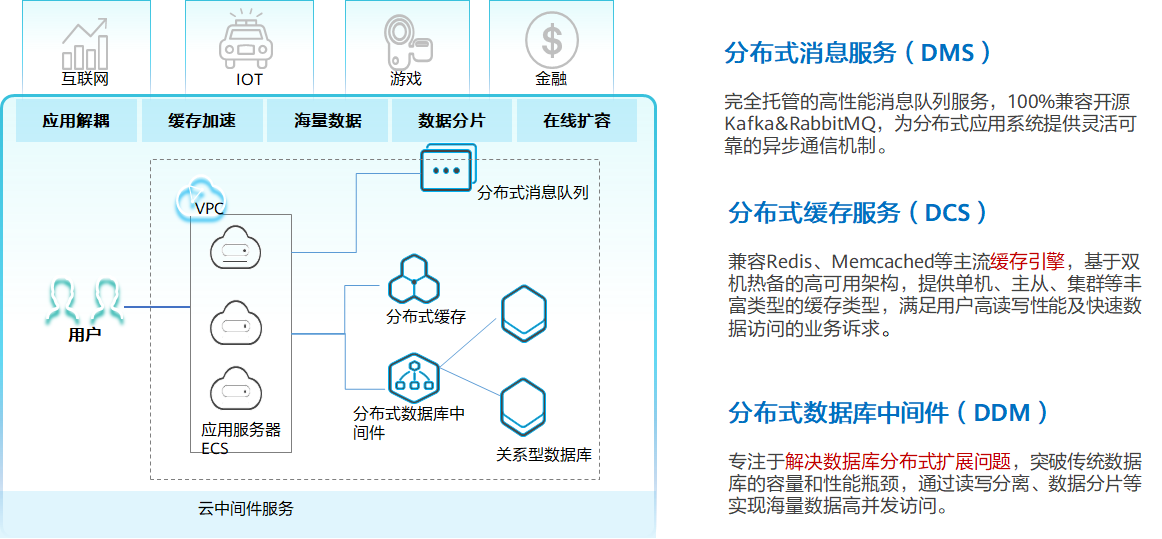 互联网
IOT
游戏
金融
应用解耦
缓存加速
海量数据
数据分片
在线扩容
VPC
分布式消息队列
用户
分布式缓存
分布式数据库中
间件
应用服务器
ECS
关系型数据库
云中间件服务
分布式消息服务（DMS）
完全托管的高性能消息队列服务，100%兼容开源
Kafka&RabbitMQ，为分布式应用系统提供灵活可
靠的异步通信机制。
分布式缓存服务（DCS）
兼容Redis、Memcached等主流缓存引擎，基于双
机热备的高可用架构，提供单机、主从、集群等丰
富类型的缓存类型，满足用户高读写性能及快速数
据访问的业务诉求。
分布式数据库中间件（DDM）
专注于解决数据库分布式扩展问题，突破传统数据
库的容量和性能瓶颈，通过读写分离、数据分片等
实现海量数据高并发访问。